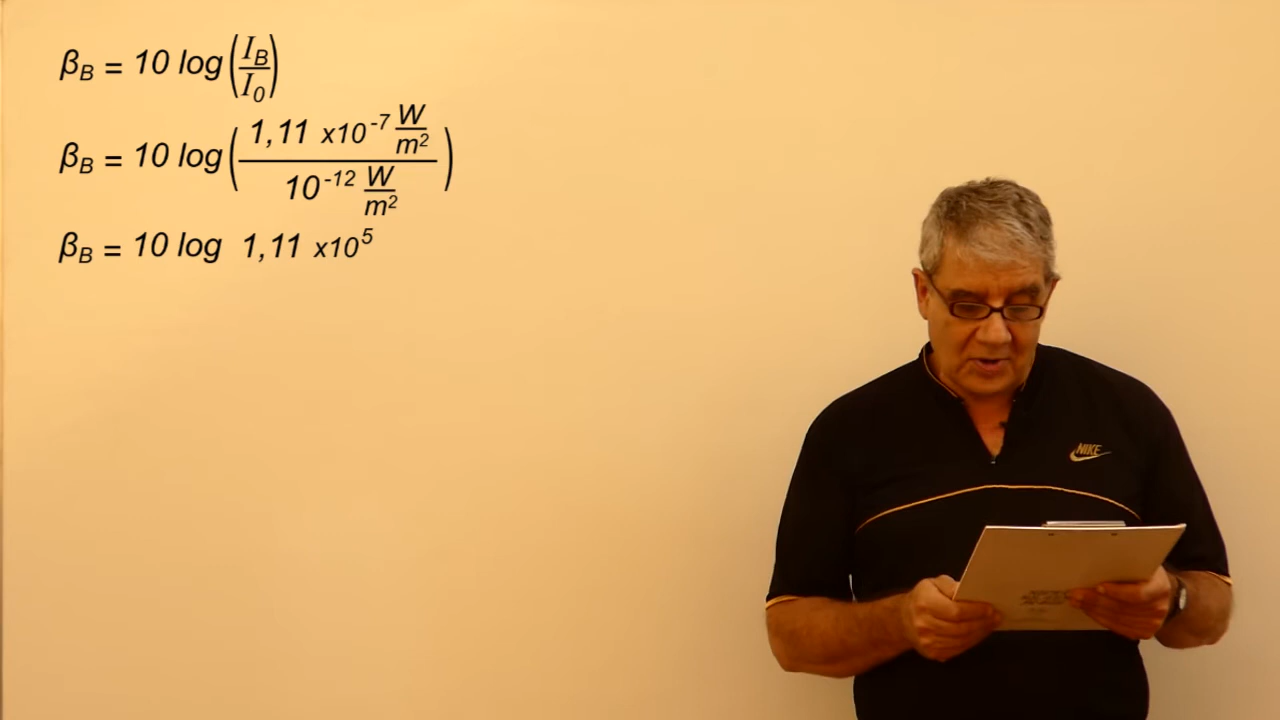 β_B = 10 log(I_B/I_0)
β_B = 10 log(1,11 x10^-7 W/m² / 10^-12 W/m²)
β_B = 10 log 1,11 x10^5
NIKE